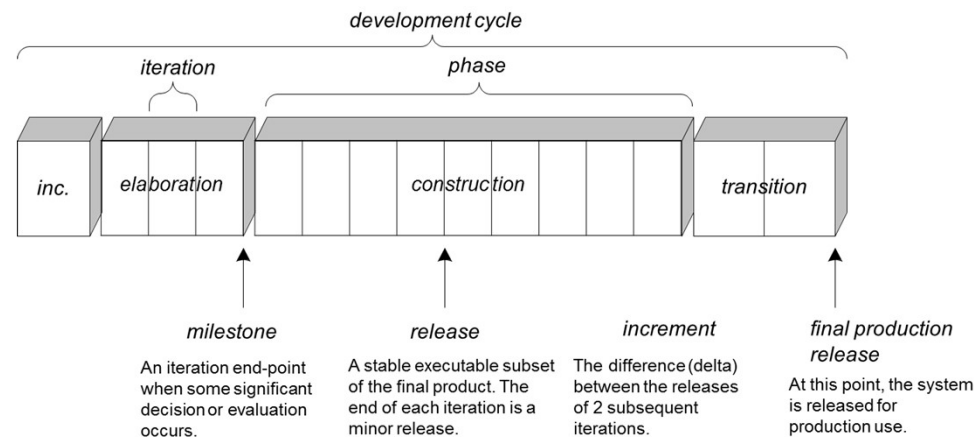 development cycle
iteration
phase
inc.
elaboration
construction
transition
milestone
An iteration end-point
when some significant
decision or evaluation
occurs.
release
A stable executable subset
of the final product. The
end of each iteration is a
minor release.
increment
The difference (delta)
between the releases
of 2 subsequent
iterations.
final production
release
At this point, the system
is released for
production use.